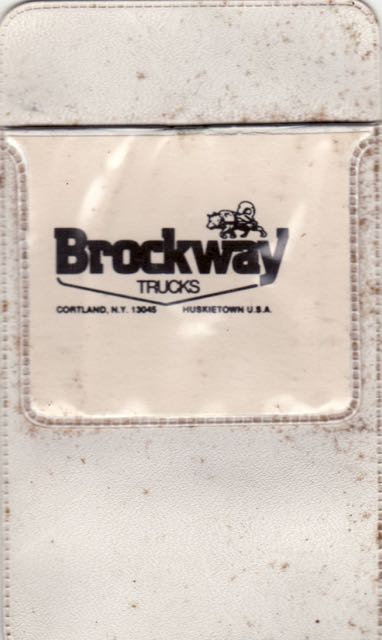 Brockway
TRUCKS
CORTLAND, N.Y. 13045 HUSKIETOWN U.S.A.